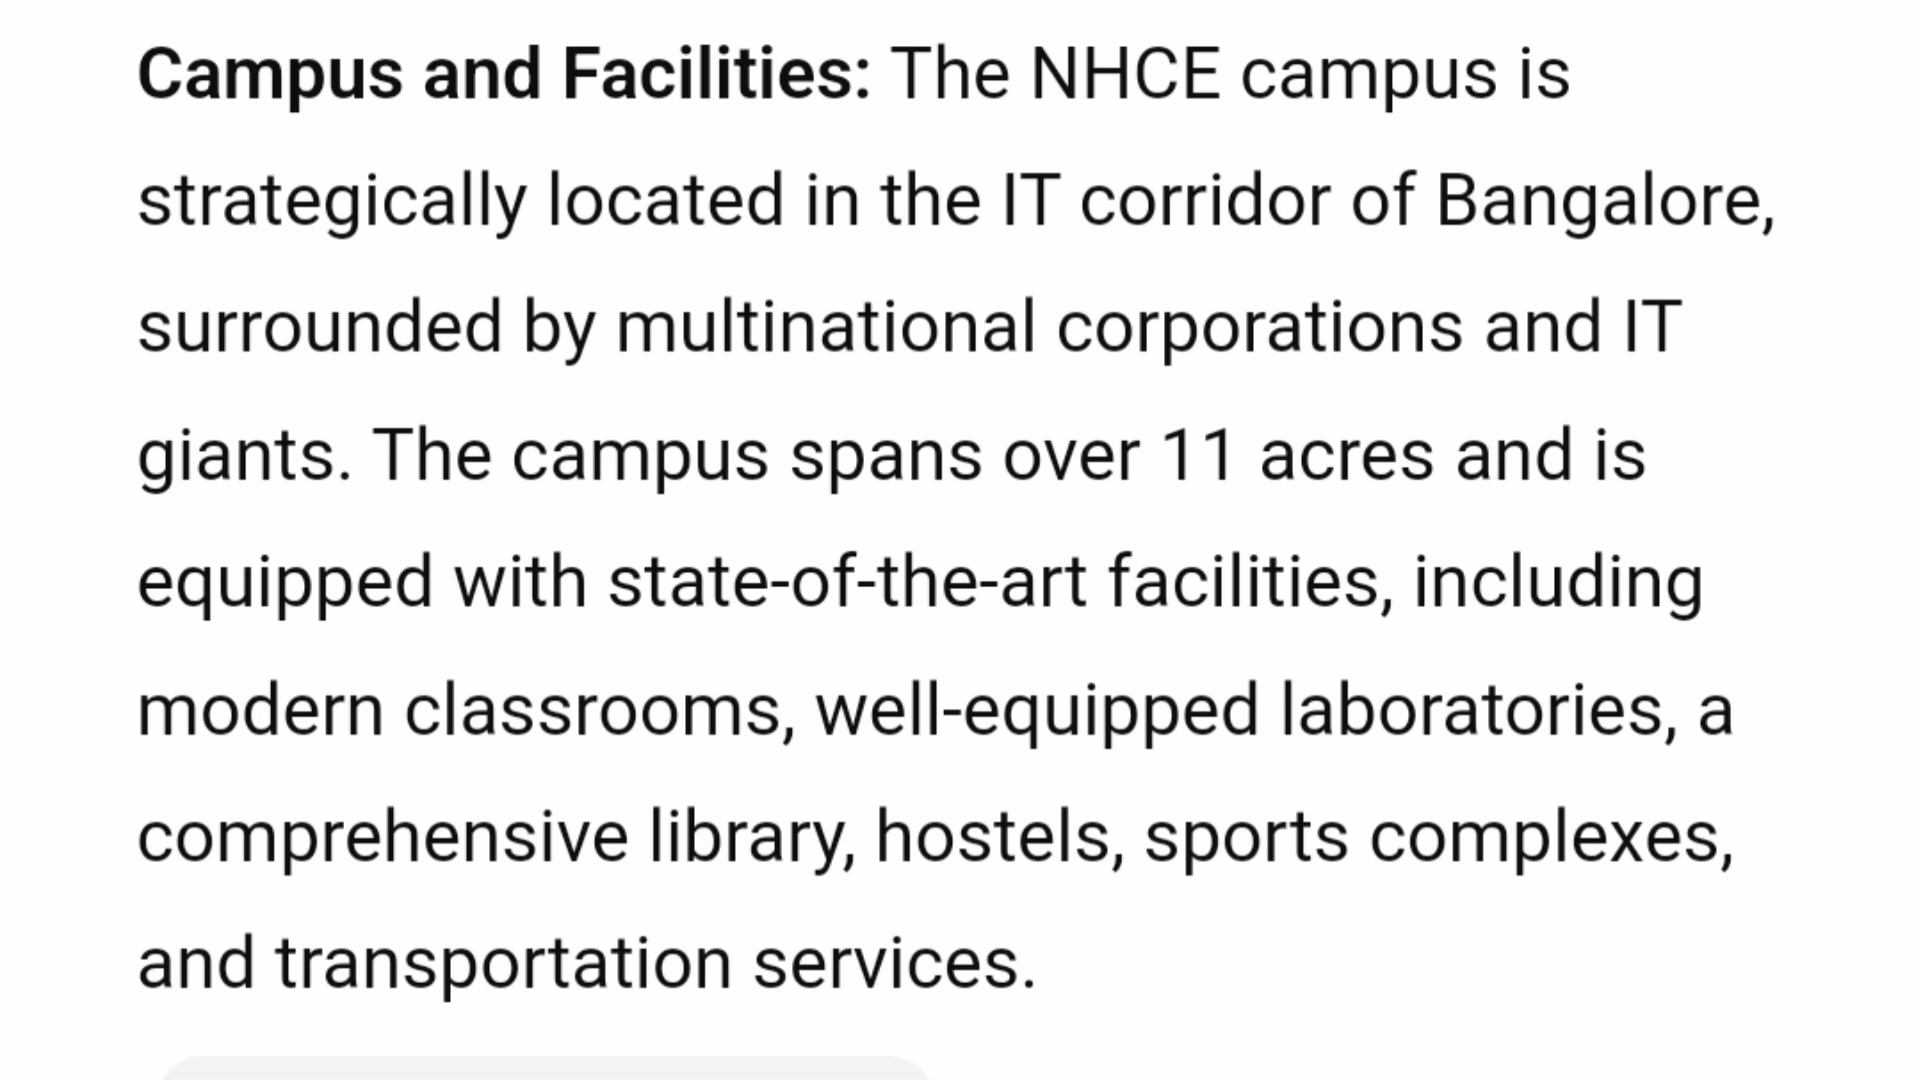 Campus and Facilities: The NHCE campus is
strategically located in the IT corridor of Bangalore,
surrounded by multinational corporations and IT
giants. The campus spans over 11 acres and is
equipped with state-of-the-art facilities, including
modern classrooms, well-equipped laboratories, a
comprehensive library, hostels, sports complexes,
and transportation services.